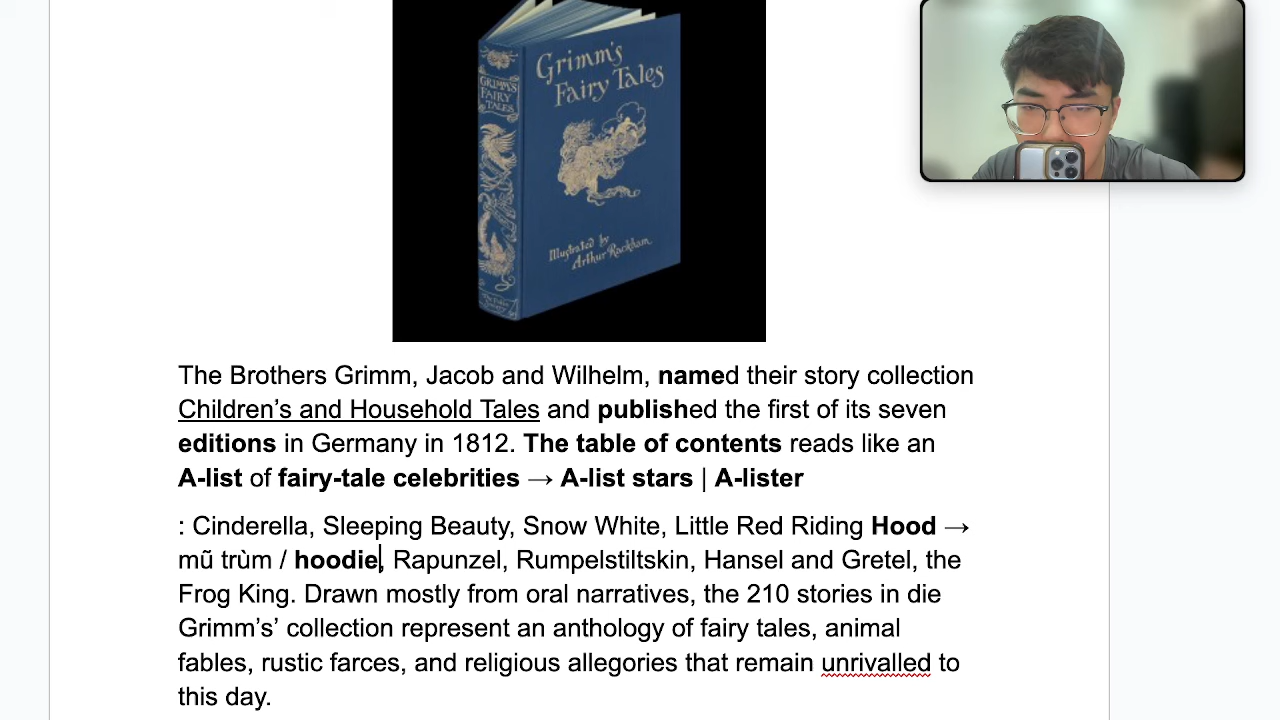 Grimm's
Fairy Tales
GRIMM'S
FAIRY
TALES
Illustrated by
Arthur Rackham
The Brothers Grimm, Jacob and Wilhelm, named their story collection
Children’s and Household Tales and published the first of its seven
editions in Germany in 1812. The table of contents reads like an
A-list of fairy-tale celebrities → A-list stars | A-lister
: Cinderella, Sleeping Beauty, Snow White, Little Red Riding Hood →
mũ trùm / hoodie, Rapunzel, Rumpelstiltskin, Hansel and Gretel, the
Frog King. Drawn mostly from oral narratives, the 210 stories in die
Grimm’s’ collection represent an anthology of fairy tales, animal
fables, rustic farces, and religious allegories that remain unrivalled to
this day.